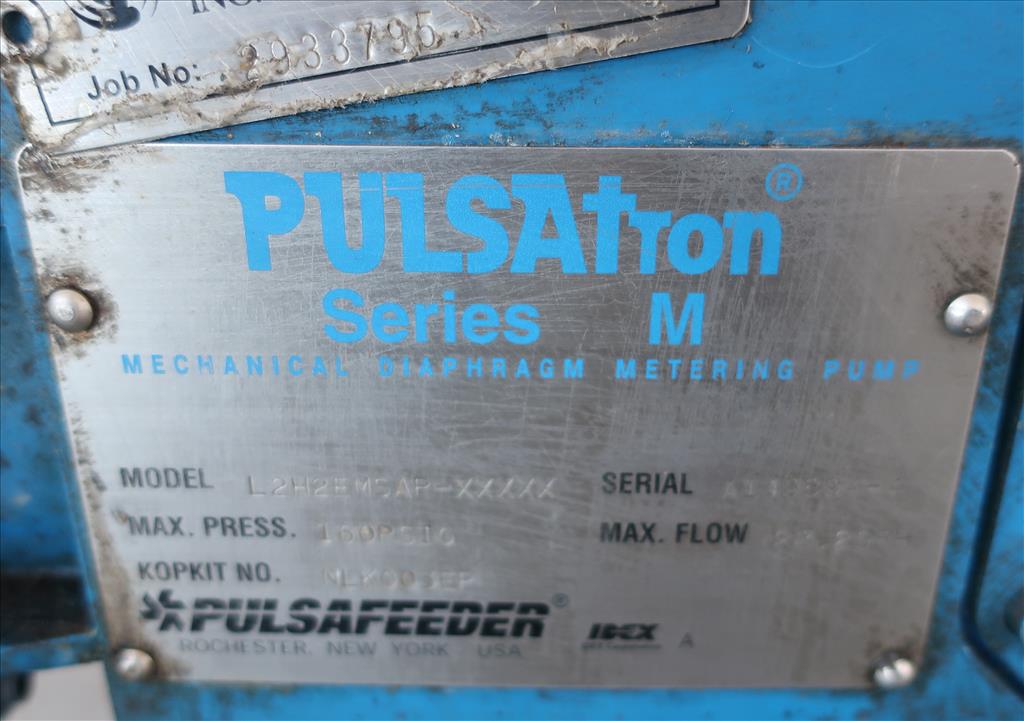 Job No: 2933795
PULSAtron®
Series M
MECHANICAL DIAPHRAGM METERING PUMP
MODEL L2H2EM5AP-XXXXX SERIAL
MAX. PRESS. 160PSIG MAX. FLOW
KOPKIT NO.
PULSAFEEDER® IDEX A
ROCHESTER, NEW YORK USA